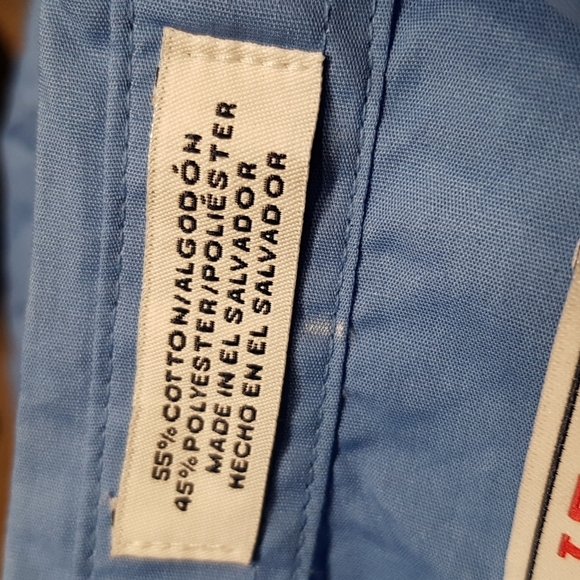 55% COTTON/ALGODÓN
45% POLYESTER/POLIÉSTER
MADE IN EL SALVADOR
HECHO EN EL SALVADOR